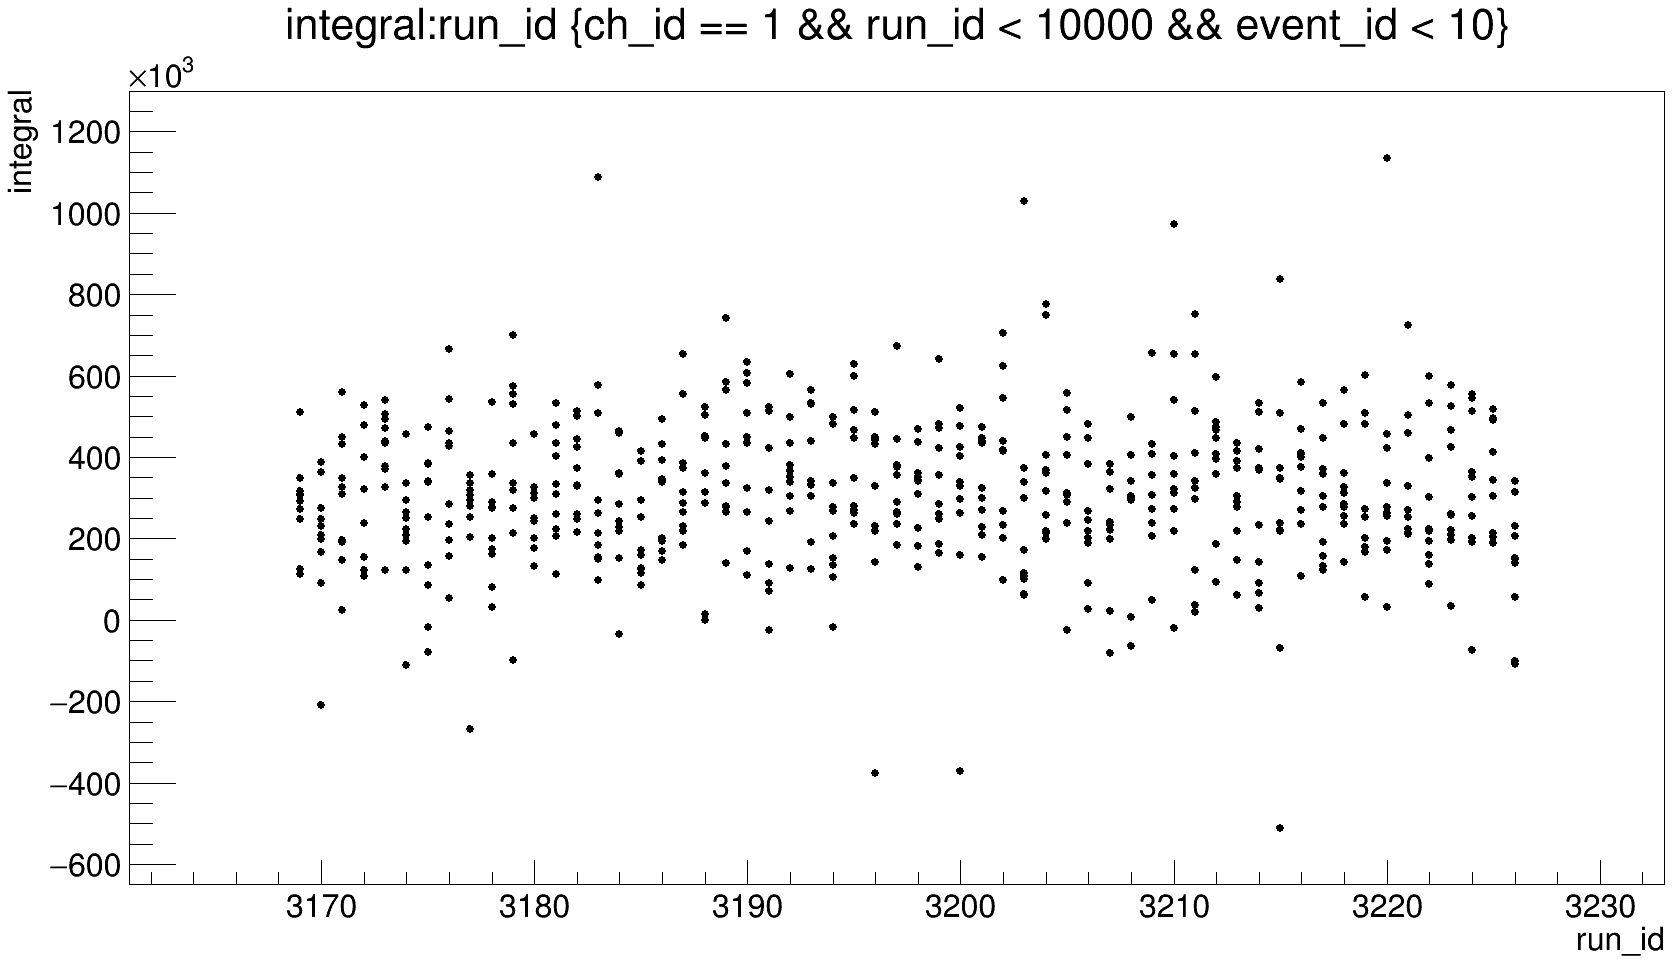 integral:run_id {ch_id == 1 && run_id < 10000 && event_id < 10}
×10³
integral
1200
1000
800
600
400
200
0
−200
−400
−600
3170 3180 3190 3200 3210 3220 3230
run_id